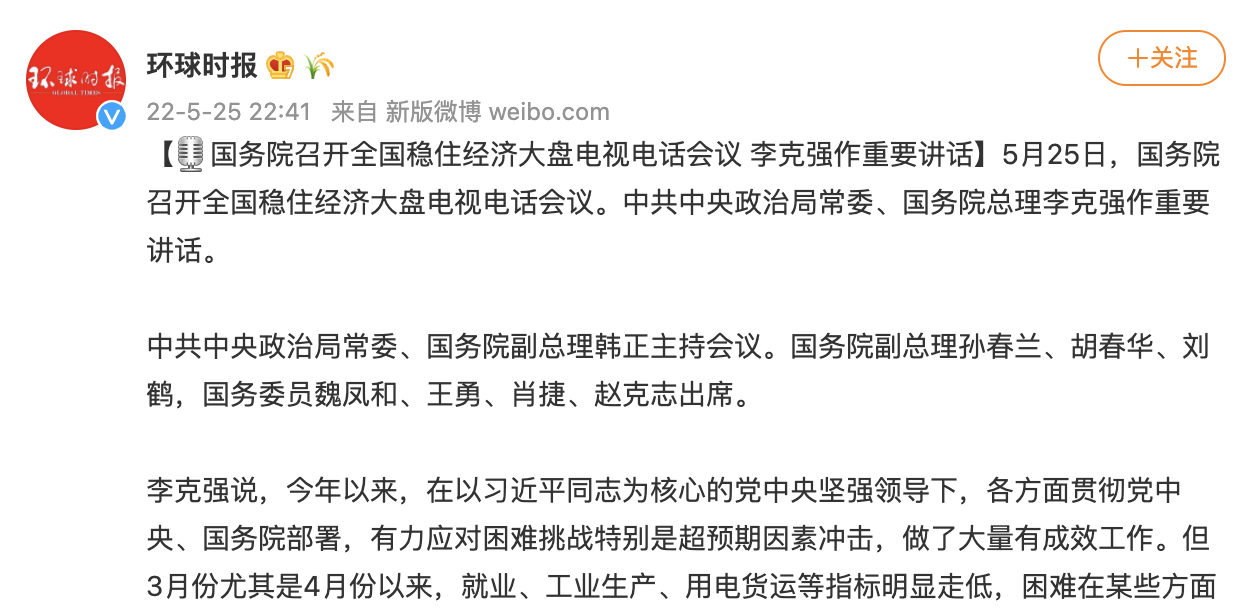 环球时报
环球时报
GLOBAL TIMES
+关注
22-5-25 22:41 来自 新版微博 weibo.com
【🎙国务院召开全国稳住经济大盘电视电话会议 李克强作重要讲话】5月25日，国务院
召开全国稳住经济大盘电视电话会议。中共中央政治局常委、国务院总理李克强作重要
讲话。
中共中央政治局常委、国务院副总理韩正主持会议。国务院副总理孙春兰、胡春华、刘
鹤，国务委员魏凤和、王勇、肖捷、赵克志出席。
李克强说，今年以来，在以习近平同志为核心的党中央坚强领导下，各方面贯彻党中
央、国务院部署，有力应对困难挑战特别是超预期因素冲击，做了大量有成效工作。但
3月份尤其是4月份以来，就业、工业生产、用电货运等指标明显走低，困难在某些方面